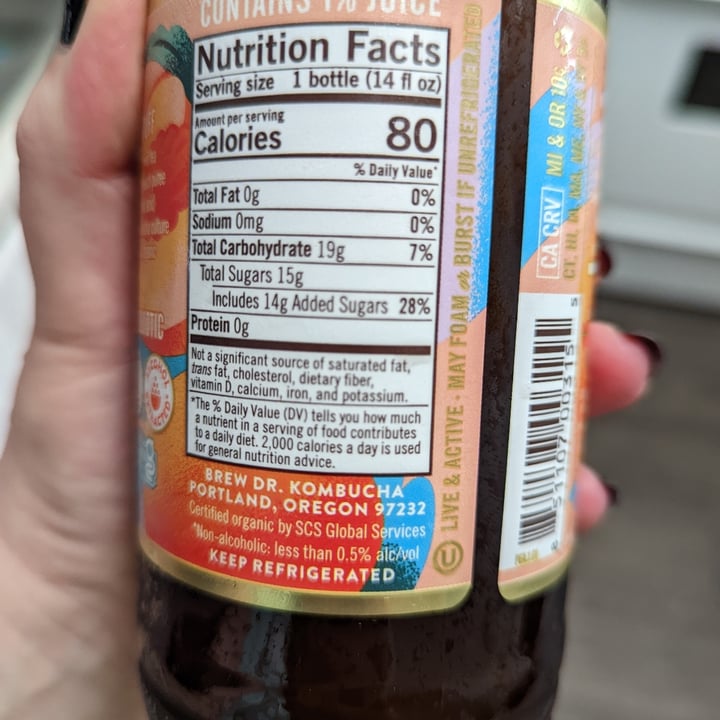 CONTAINS 1% JUICE
Nutrition Facts
Serving size 1 bottle (14 fl oz)
Amount per serving
Calories 80
% Daily Value*
Total Fat 0g 0%
Sodium 0mg 0%
Total Carbohydrate 19g 7%
Total Sugars 15g
Includes 14g Added Sugars 28%
Protein 0g
Not a significant source of saturated fat,
trans fat, cholesterol, dietary fiber,
vitamin D, calcium, iron, and potassium.
*The % Daily Value (DV) tells you how much
a nutrient in a serving of food contributes
to a daily diet. 2,000 calories a day is used
for general nutrition advice.
BREW DR. KOMBUCHA
PORTLAND, OREGON 97232
Certified organic by SCS Global Services
*Non-alcoholic: less than 0.5% alc/vol
KEEP REFRIGERATED
LIVE & ACTIVE · MAY FOAM or BURST IF UNREFRIGERATED
CA CRV MI & OR 10¢
CT, HI,